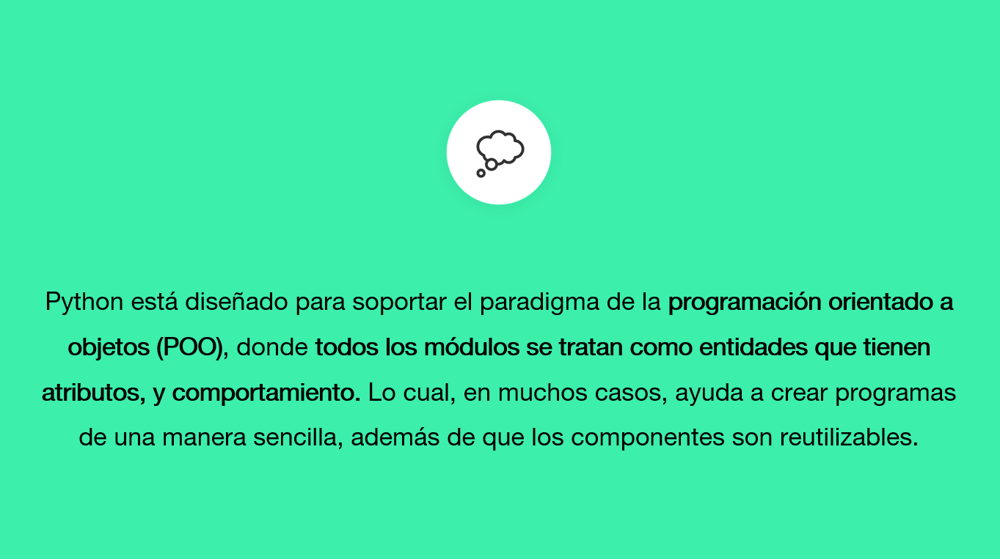 Python está diseñado para soportar el paradigma de la programación orientado a
objetos (POO), donde todos los módulos se tratan como entidades que tienen
atributos, y comportamiento. Lo cual, en muchos casos, ayuda a crear programas
de una manera sencilla, además de que los componentes son reutilizables.